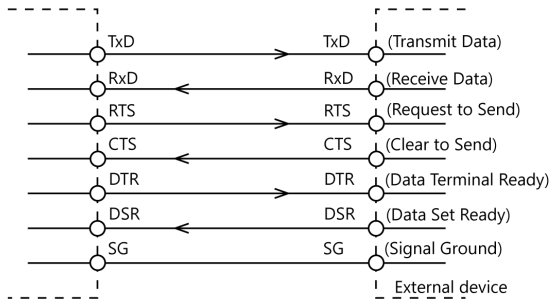 TxD TxD (Transmit Data)
RxD RxD (Receive Data)
RTS RTS (Request to Send)
CTS CTS (Clear to Send)
DTR DTR (Data Terminal Ready)
DSR DSR (Data Set Ready)
SG SG (Signal Ground)
External device